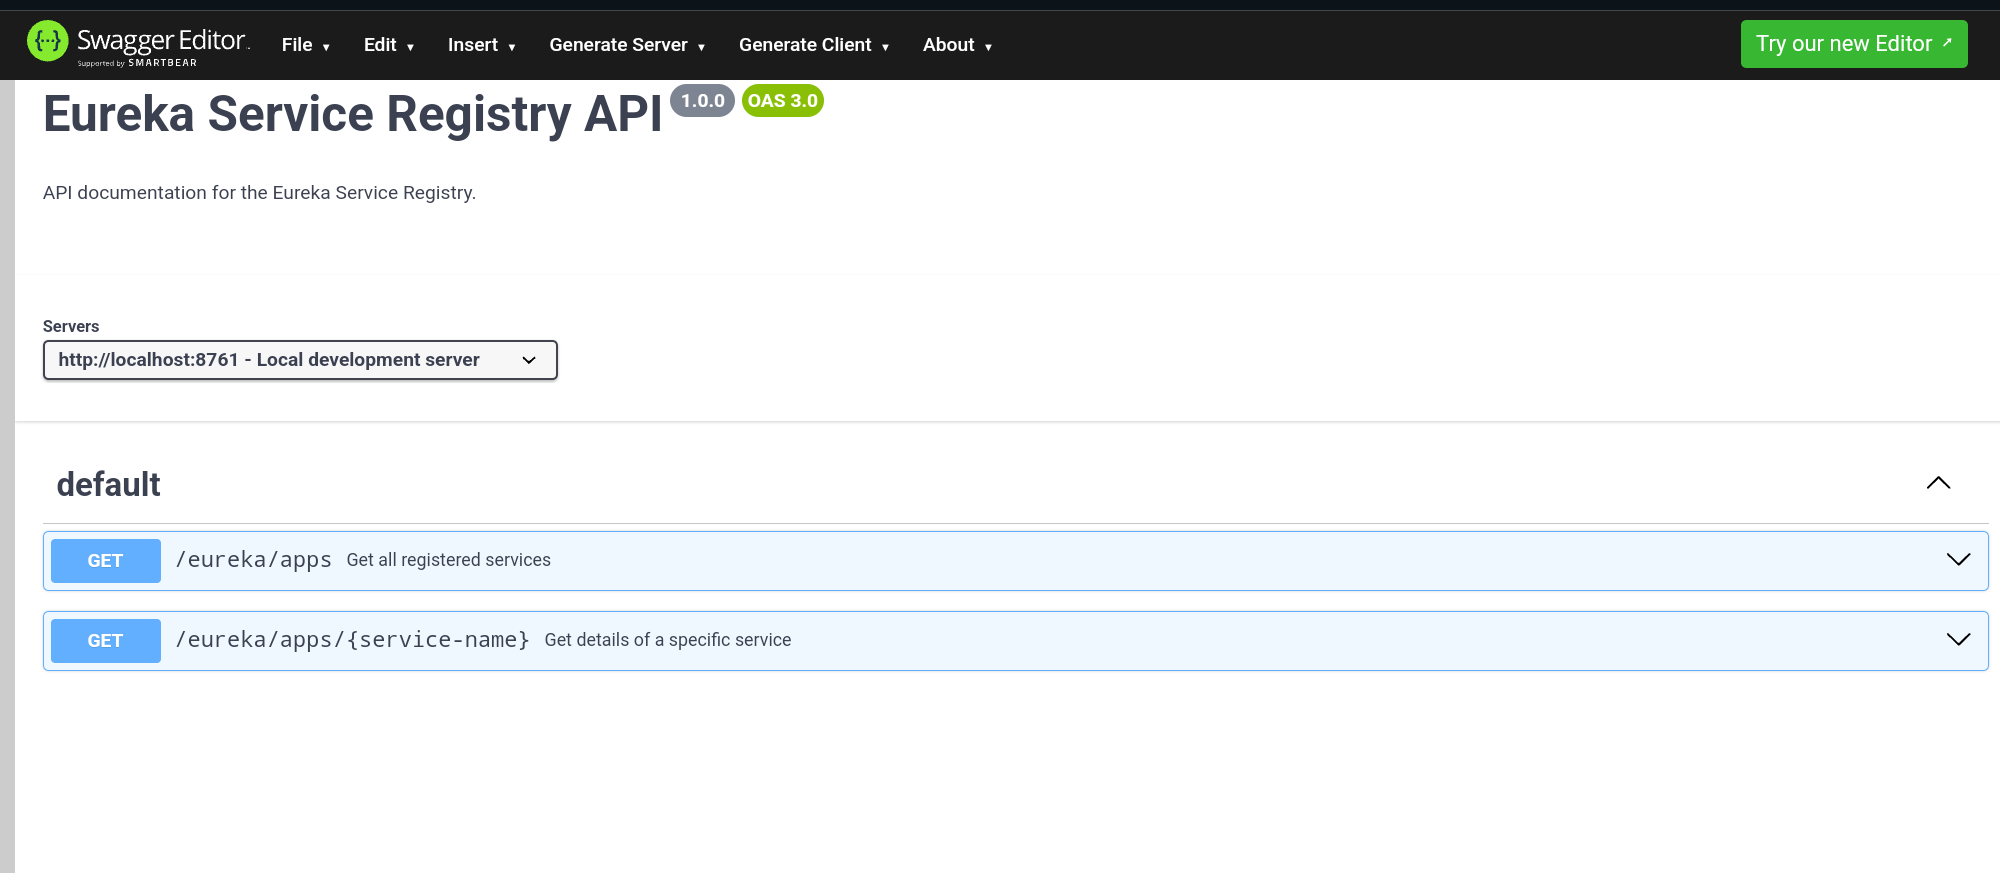 Swagger Editor.
Supported by SMARTBEAR
File ▼ Edit ▼ Insert ▼ Generate Server ▼ Generate Client ▼ About ▼
Try our new Editor ↗
Eureka Service Registry API 1.0.0 OAS 3.0
API documentation for the Eureka Service Registry.
Servers
http://localhost:8761 - Local development server
default
GET /eureka/apps Get all registered services
GET /eureka/apps/{service-name} Get details of a specific service